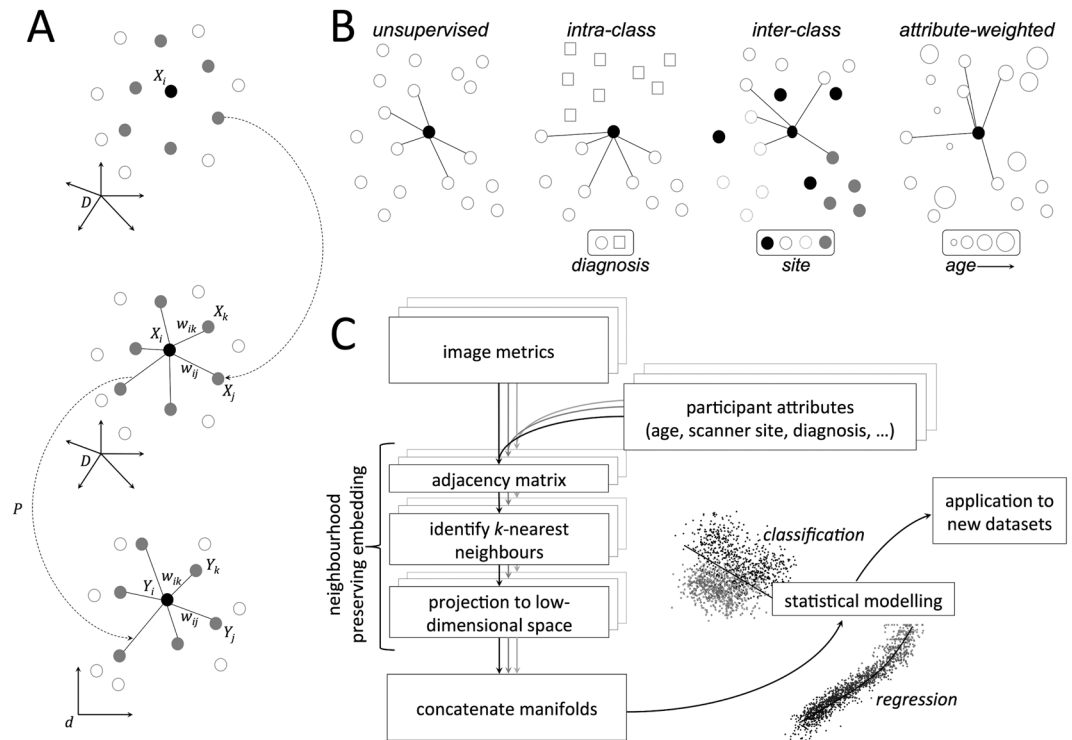 A
X_i
D
w_ik
X_k
X_i
w_ij
X_j
D
P
w_ik
Y_k
Y_i
w_ij
Y_j
d
B
unsupervised
intra-class
inter-class
attribute-weighted
diagnosis
site
age
C
image metrics
participant attributes
(age, scanner site, diagnosis, ...)
neighbourhood
preserving embedding
adjacency matrix
identify k-nearest
neighbours
projection to low-
dimensional space
concatenate manifolds
classification
application to
new datasets
statistical modelling
regression